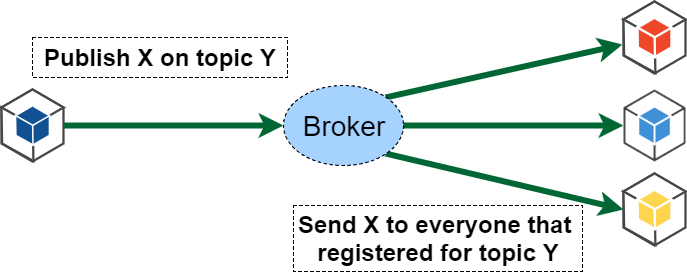 Publish X on topic Y
Broker
Send X to everyone that
registered for topic Y